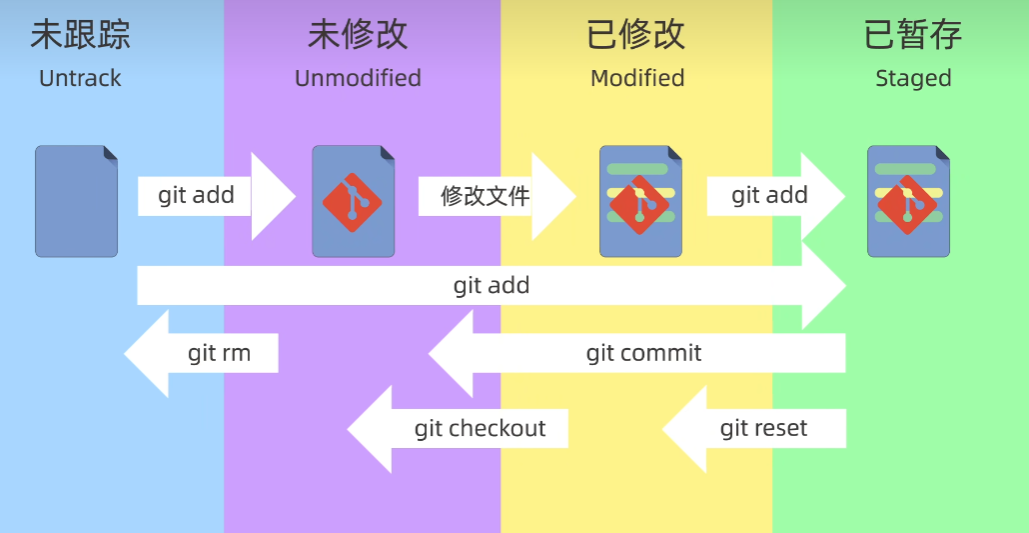 未跟踪
Untrack
未修改
Unmodified
已修改
Modified
已暂存
Staged
git add
修改文件
git add
git add
git rm
git commit
git checkout
git reset